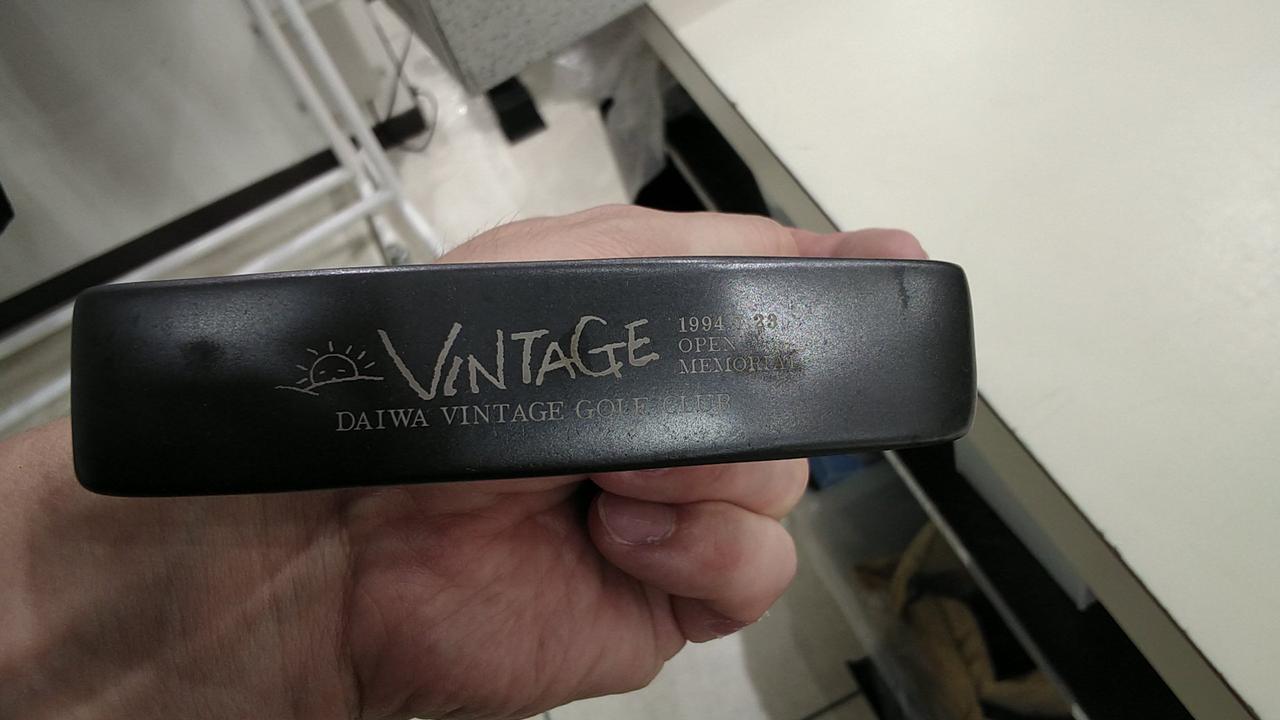 VINTAGE
1994
OPEN
MEMORIAL
DAIWA VINTAGE GOLF CLUB